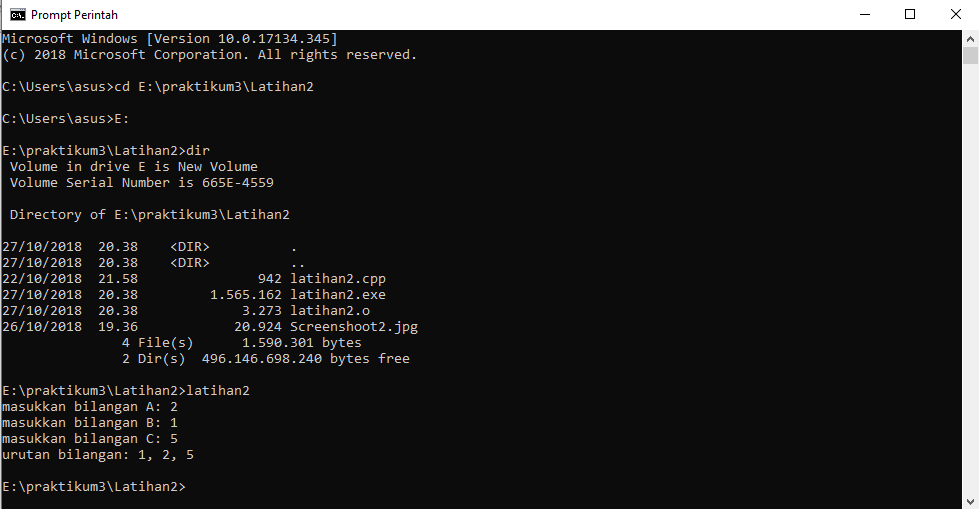 Prompt Perintah
Microsoft Windows [Version 10.0.17134.345]
(c) 2018 Microsoft Corporation. All rights reserved.
C:\Users\asus>cd E:\praktikum3\Latihan2
C:\Users\asus>E:
E:\praktikum3\Latihan2>dir
 Volume in drive E is New Volume
 Volume Serial Number is 665E-4559
 Directory of E:\praktikum3\Latihan2
27/10/2018  20.38    <DIR>          .
27/10/2018  20.38    <DIR>          ..
22/10/2018  21.58               942 latihan2.cpp
27/10/2018  20.38         1.565.162 latihan2.exe
27/10/2018  20.38             3.273 latihan2.o
26/10/2018  19.36            20.924 Screenshoot2.jpg
               4 File(s)      1.590.301 bytes
               2 Dir(s)  496.146.698.240 bytes free
E:\praktikum3\Latihan2>latihan2
masukkan bilangan A: 2
masukkan bilangan B: 1
masukkan bilangan C: 5
urutan bilangan: 1, 2, 5
E:\praktikum3\Latihan2>